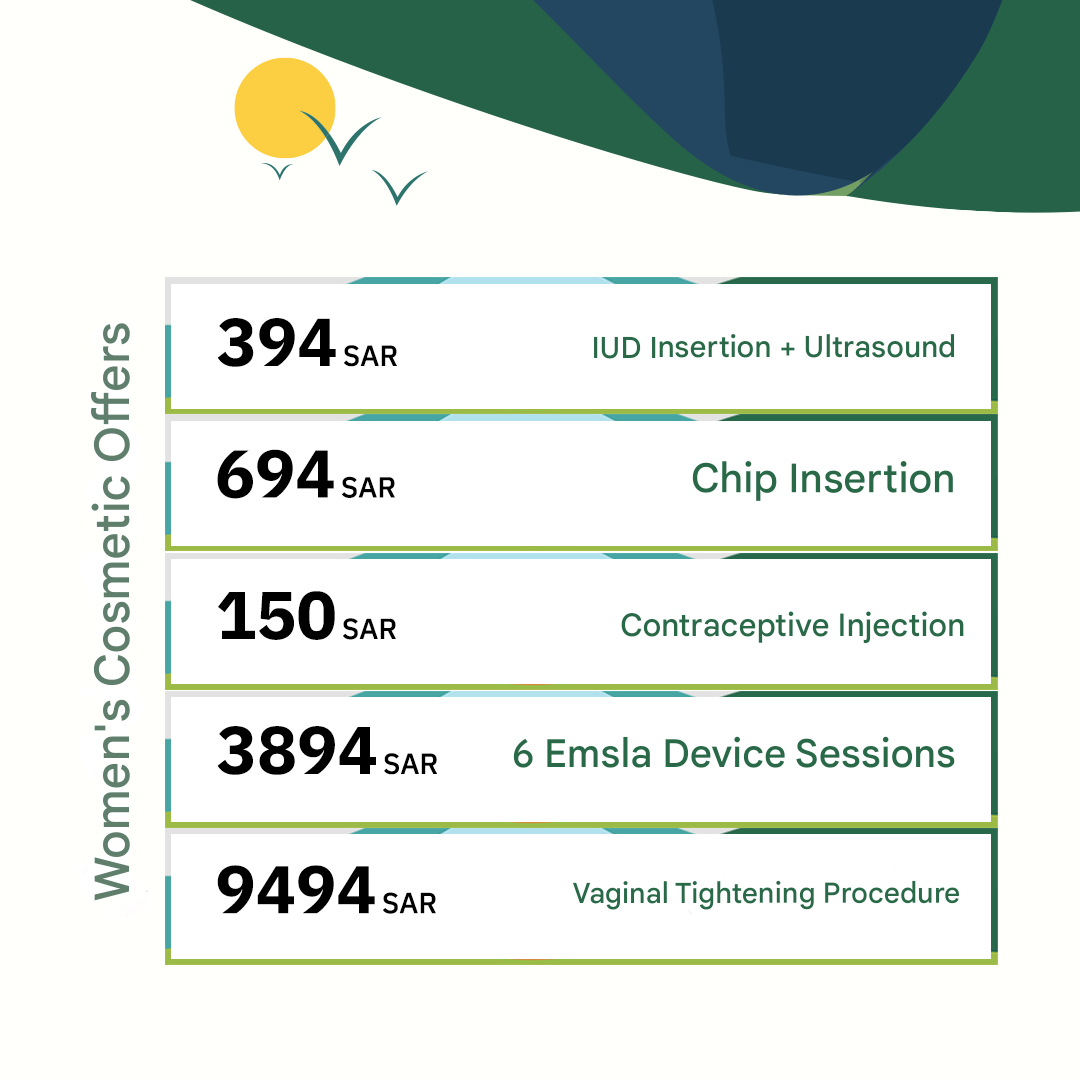 Women's Cosmetic Offers
394 SAR IUD Insertion + Ultrasound
694 SAR Chip Insertion
150 SAR Contraceptive Injection
3894 SAR 6 Emsla Device Sessions
9494 SAR Vaginal Tightening Procedure